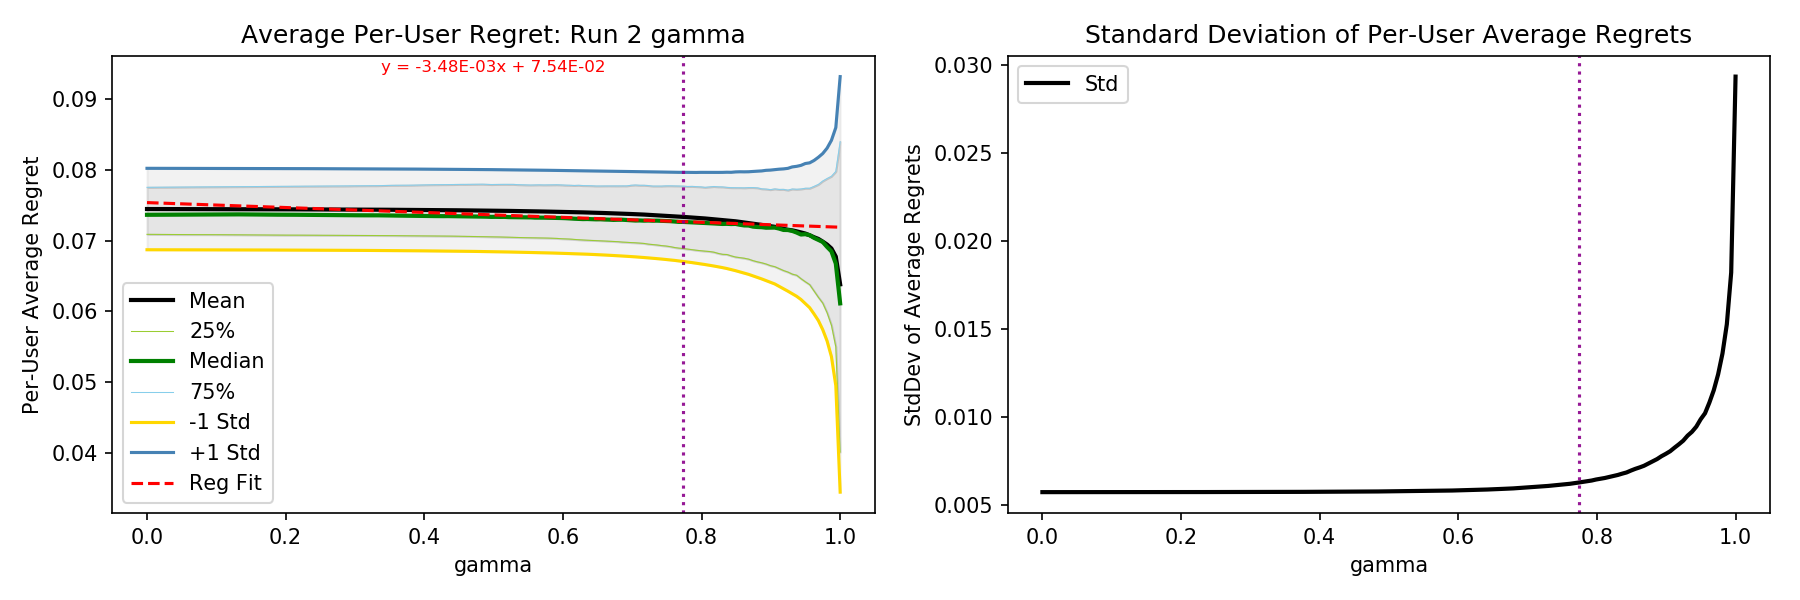 Average Per-User Regret: Run 2 gamma
y = -3.48E-03x + 7.54E-02
Per-User Average Regret
0.09
0.08
0.07
0.06
0.05
0.04
Mean
25%
Median
75%
-1 Std
+1 Std
Reg Fit
0.0 0.2 0.4 0.6 0.8 1.0
gamma
Standard Deviation of Per-User Average Regrets
Std
StdDev of Average Regrets
0.030
0.025
0.020
0.015
0.010
0.005
0.0 0.2 0.4 0.6 0.8 1.0
gamma